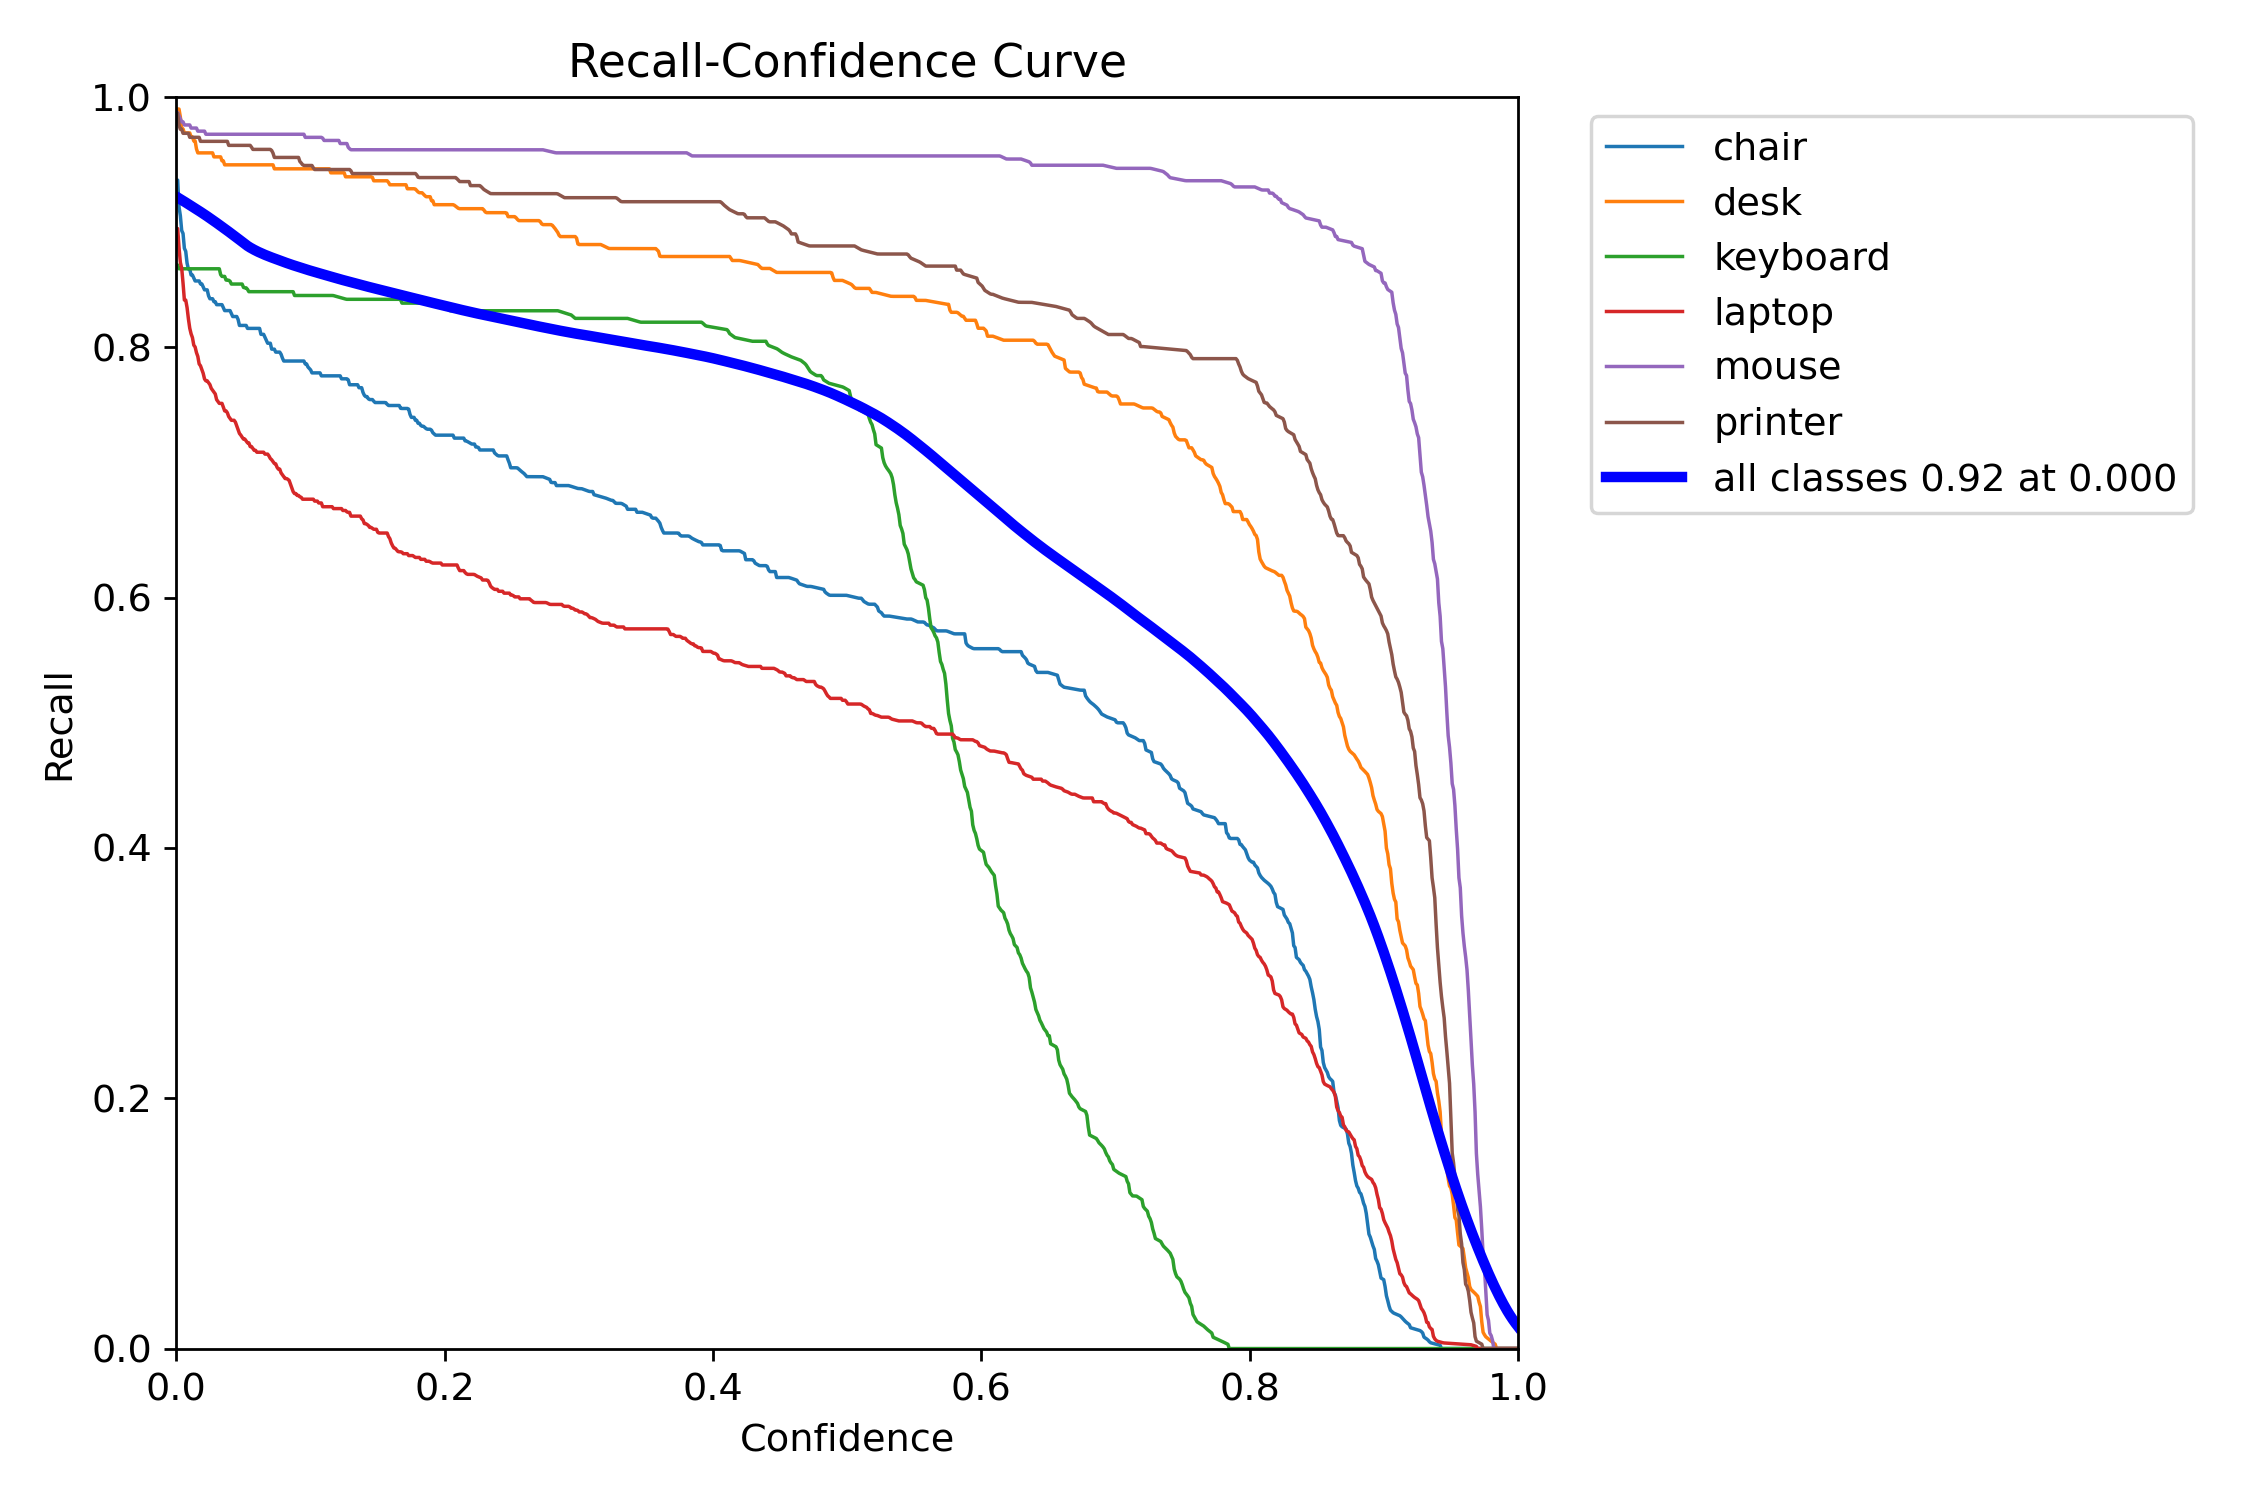 Recall-Confidence Curve
1.0
0.8
0.6
0.4
0.2
0.0
Recall
0.0 0.2 0.4 0.6 0.8 1.0
Confidence
chair
desk
keyboard
laptop
mouse
printer
all classes 0.92 at 0.000